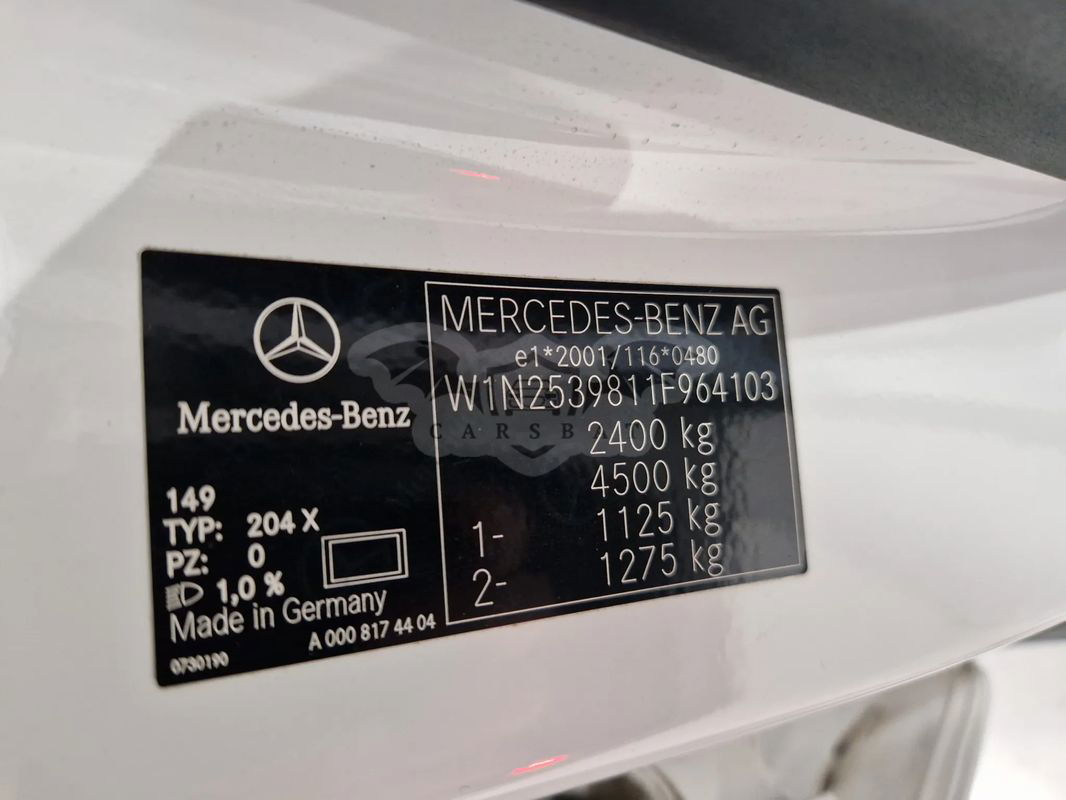 Mercedes-Benz
149
TYP: 204 X
PZ: 0
1,0 %
Made in Germany
A 000 817 44 04
0730190
MERCEDES-BENZ AG
e1*2001/116*0480
W1N2539811F964103
2400 kg
4500 kg
1- 1125 kg
2- 1275 kg